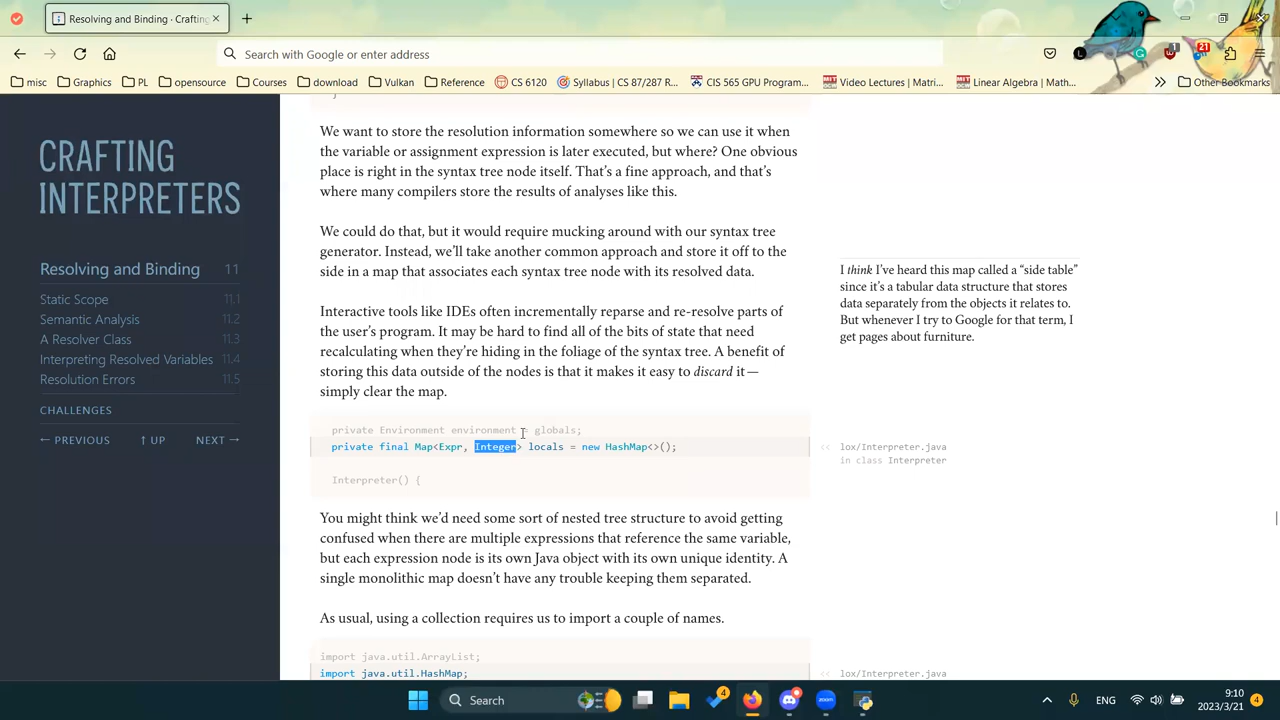 Resolving and Binding · Crafting
Search with Google or enter address
1
21
misc
Graphics
PL
opensource
Courses
download
Vulkan
Reference
CS 6120
Syllabus | CS 87/287 R...
CIS 565 GPU Program...
Video Lectures | Matri...
Linear Algebra | Math...
Other Bookmarks
CRAFTING
INTERPRETERS
Resolving and Binding 11
Static Scope 11.1
Semantic Analysis 11.2
A Resolver Class 11.3
Interpreting Resolved Variables 11.4
Resolution Errors 11.5
CHALLENGES
← PREVIOUS ↑ UP NEXT →
}
We want to store the resolution information somewhere so we can use it when
the variable or assignment expression is later executed, but where? One obvious
place is right in the syntax tree node itself. That's a fine approach, and that's
where many compilers store the results of analyses like this.
We could do that, but it would require mucking around with our syntax tree
generator. Instead, we'll take another common approach and store it off to the
side in a map that associates each syntax tree node with its resolved data.
Interactive tools like IDEs often incrementally reparse and re-resolve parts of
the user's program. It may be hard to find all of the bits of state that need
recalculating when they're hiding in the foliage of the syntax tree. A benefit of
storing this data outside of the nodes is that it makes it easy to discard it—
simply clear the map.
private Environment environment = globals;
private final Map<Expr, Integer> locals = new HashMap<>();
Interpreter() {
You might think we'd need some sort of nested tree structure to avoid getting
confused when there are multiple expressions that reference the same variable,
but each expression node is its own Java object with its own unique identity. A
single monolithic map doesn't have any trouble keeping them separated.
As usual, using a collection requires us to import a couple of names.
import java.util.ArrayList;
import java.util.HashMap;
I think I've heard this map called a “side table”
since it's a tabular data structure that stores
data separately from the objects it relates to.
But whenever I try to Google for that term, I
get pages about furniture.
<< lox/Interpreter.java
in class Interpreter
<< lox/Interpreter.java
Search
4
ENG
9:10
2023/3/21
4